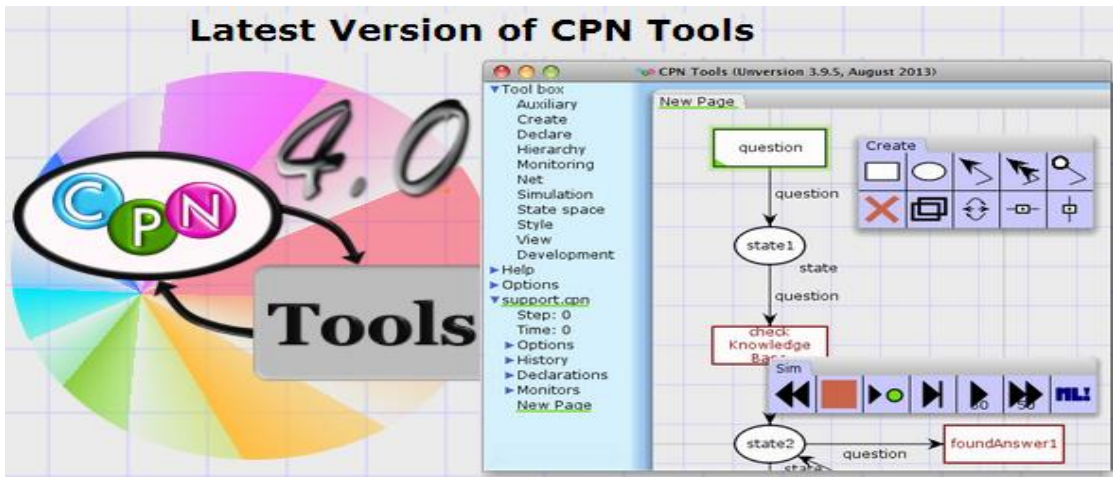 Latest Version of CPN Tools
4.0
CPN
Tools
CPN Tools (Unversion 3.9.5, August 2013)
Tool box
Auxiliary
Create
Declare
Hierarchy
Monitoring
Net
Simulation
State space
Style
View
Development
Help
Options
support.cpn
Step: 0
Time: 0
Options
History
Declarations
Monitors
New Page
New Page
question
question
state1
state
question
check
Knowledge
Create
Sim
50
ML!
state2
question
foundAnswer1
state